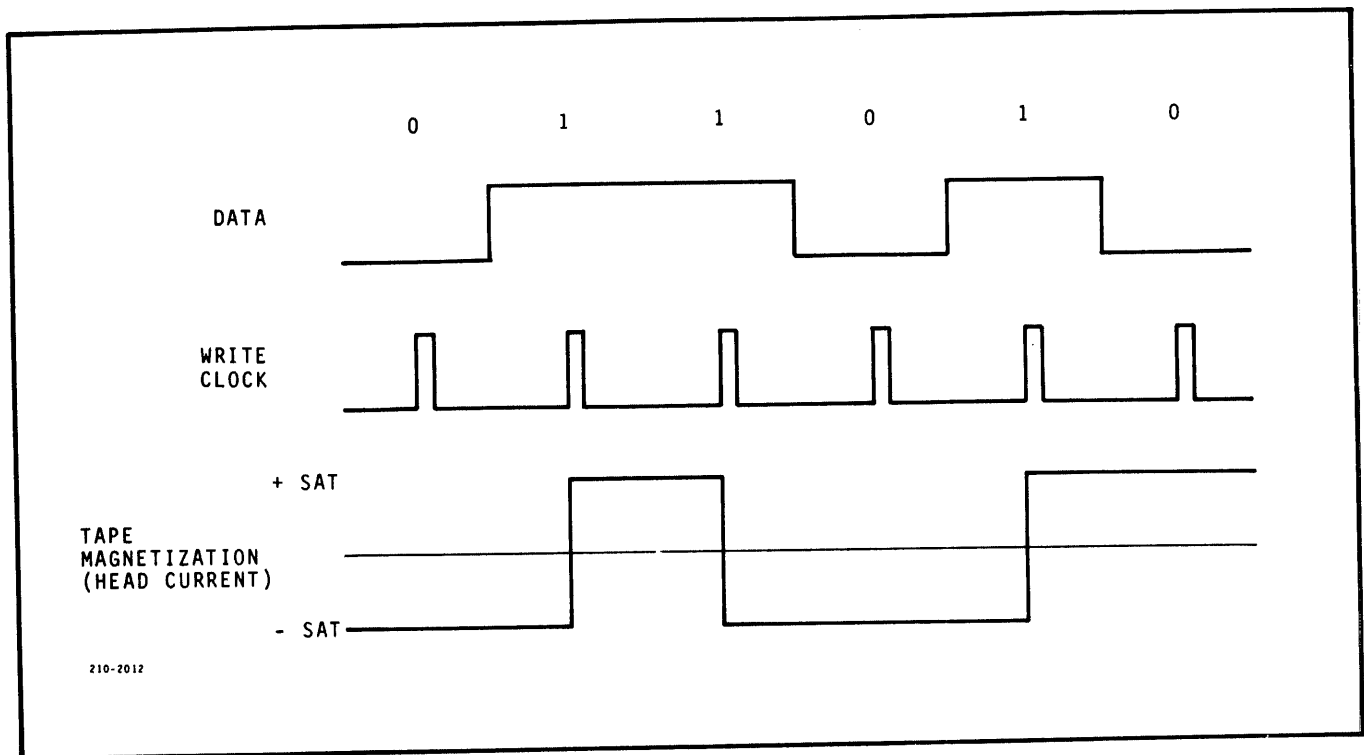 0 1 1 0 1 0
DATA
WRITE
CLOCK
+ SAT
TAPE
MAGNETIZATION
(HEAD CURRENT)
- SAT
210-2012